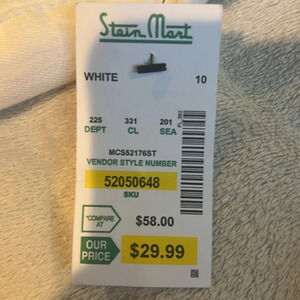 Stein Mart
WHITE 10
225 331 201
DEPT CL SEA
MCS52176ST
VENDOR STYLE NUMBER
52050648
SKU
*COMPARE AT $58.00
OUR PRICE $29.99